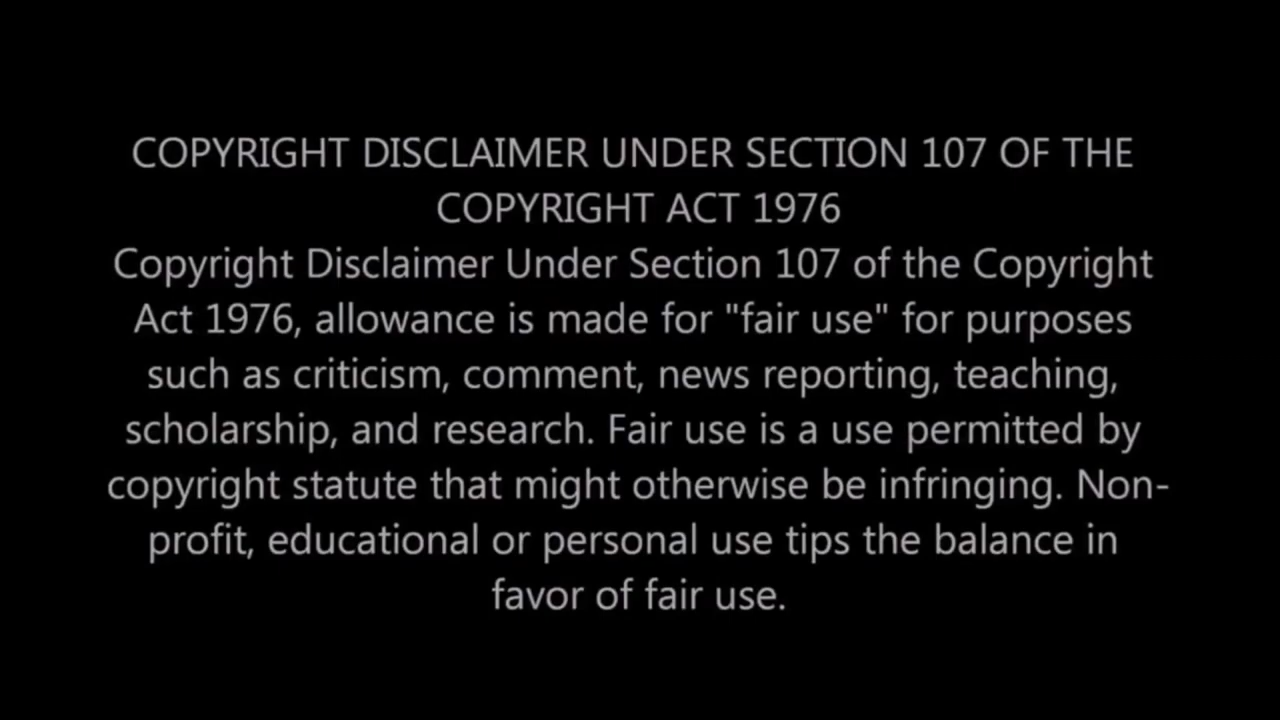 COPYRIGHT DISCLAIMER UNDER SECTION 107 OF THE
COPYRIGHT ACT 1976
Copyright Disclaimer Under Section 107 of the Copyright
Act 1976, allowance is made for "fair use" for purposes
such as criticism, comment, news reporting, teaching,
scholarship, and research. Fair use is a use permitted by
copyright statute that might otherwise be infringing. Non-
profit, educational or personal use tips the balance in
favor of fair use.